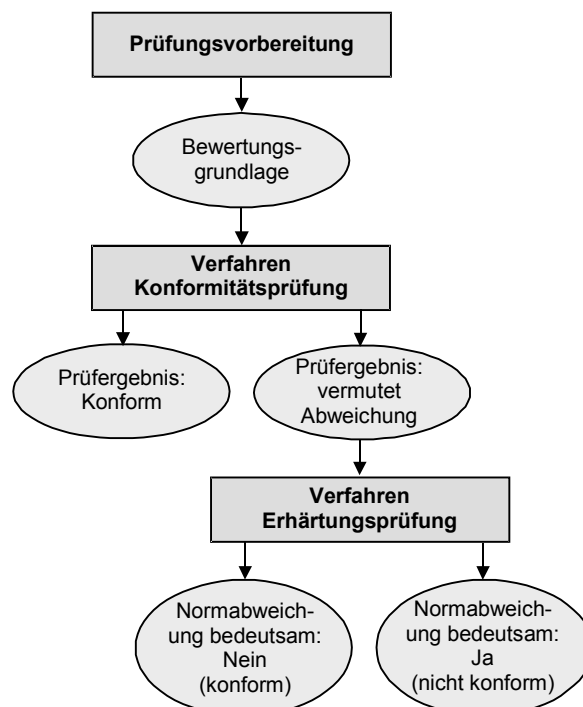 Prüfungsvorbereitung
Bewertungs-
grundlage
Verfahren
Konformitätsprüfung
Prüfergebnis:
Konform
Prüfergebnis:
vermutet
Abweichung
Verfahren
Erhärtungsprüfung
Normabweich-
ung bedeutsam:
Nein
(konform)
Normabweich-
ung bedeutsam:
Ja
(nicht konform)